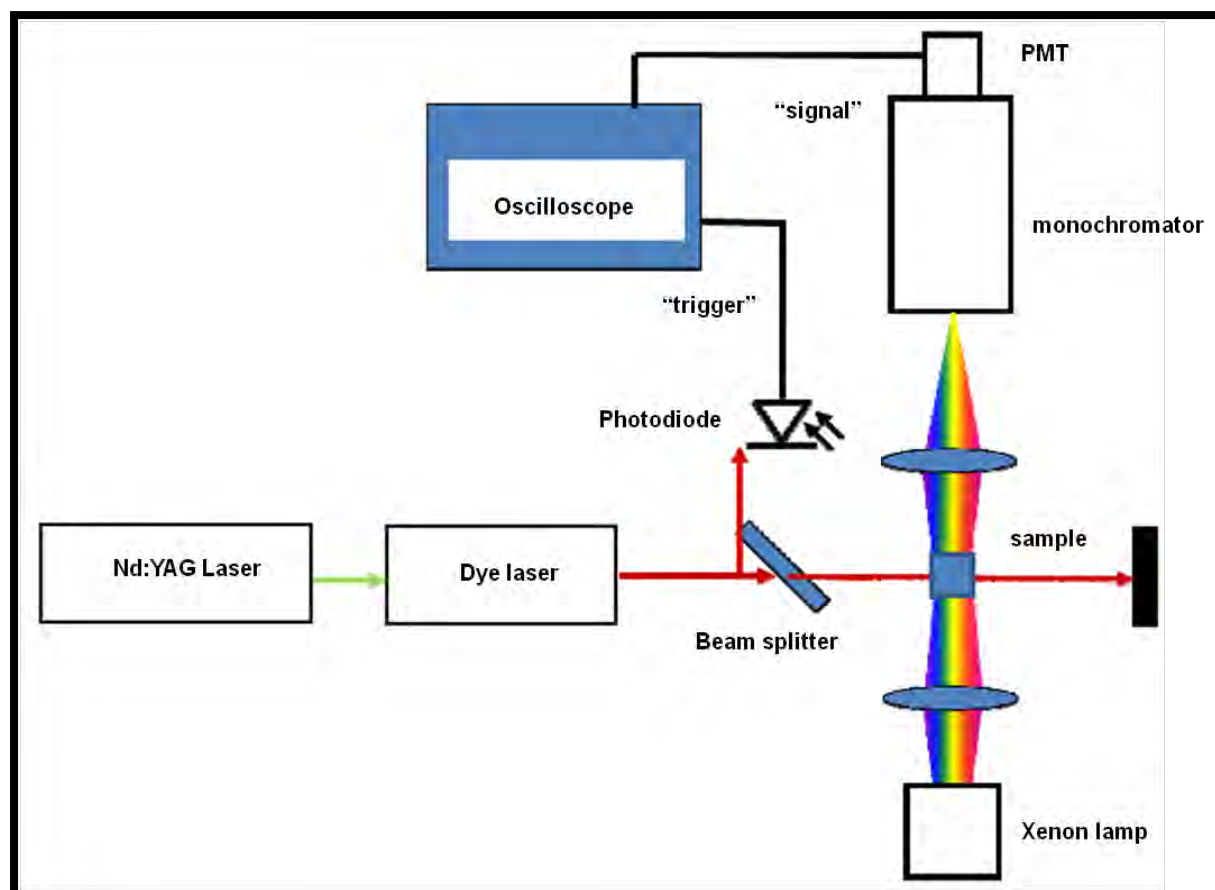 PMT
“signal”
Oscilloscope
monochromator
“trigger”
Photodiode
sample
Nd:YAG Laser
Dye laser
Beam splitter
Xenon lamp